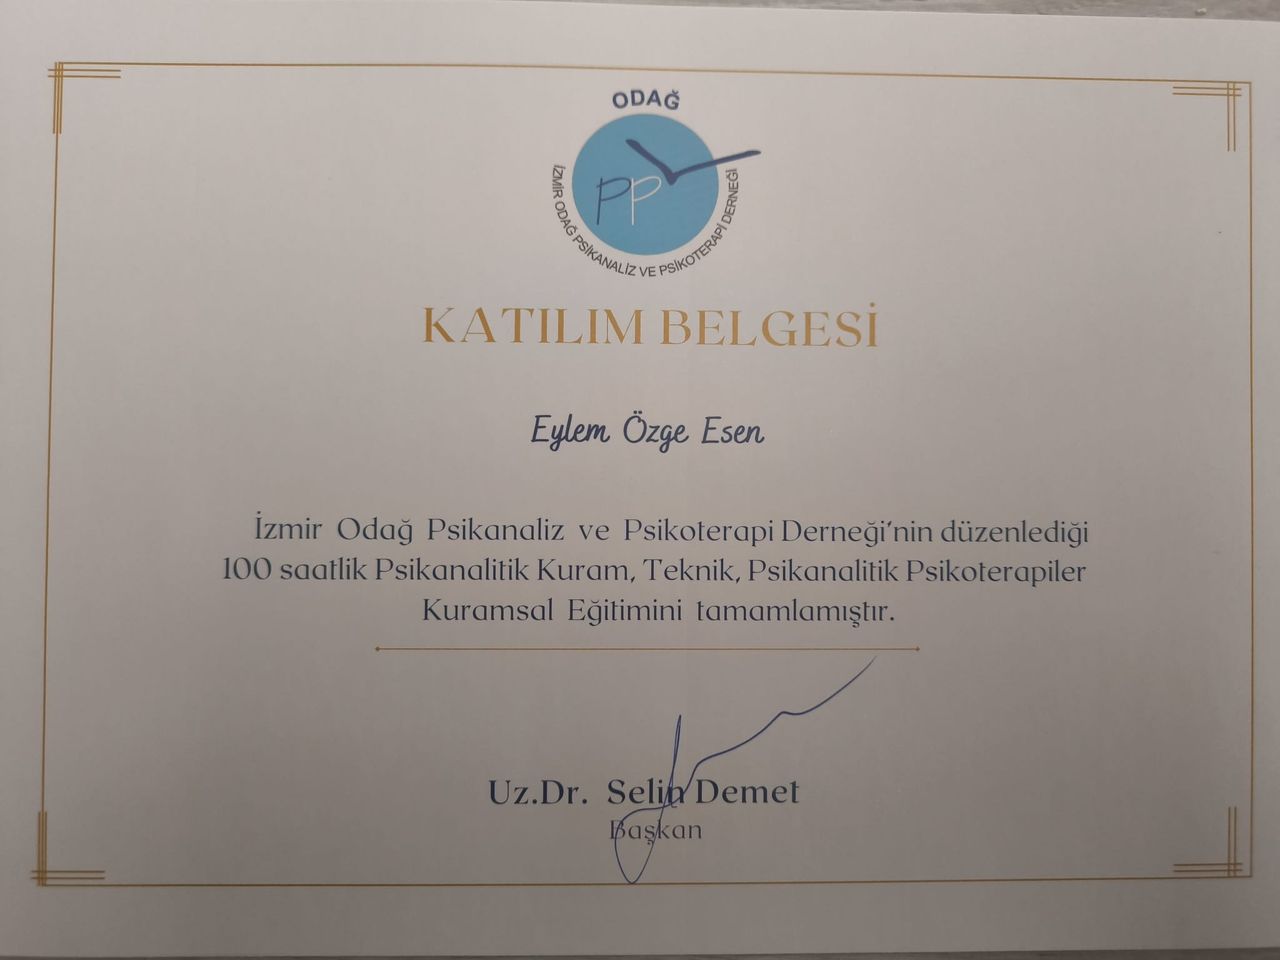 ODAĞ
PP
İZMİR ODAĞ PSİKANALİZ VE PSİKOTERAPİ DERNEĞİ
KATILIM BELGESİ
Eylem Özge Esen
İzmir Odağ Psikanaliz ve Psikoterapi Derneği'nin düzenlediği
100 saatlik Psikanalitik Kuram, Teknik, Psikanalitik Psikoterapiler
Kuramsal Eğitimini tamamlamıştır.
Uz.Dr. Selin Demet
Başkan